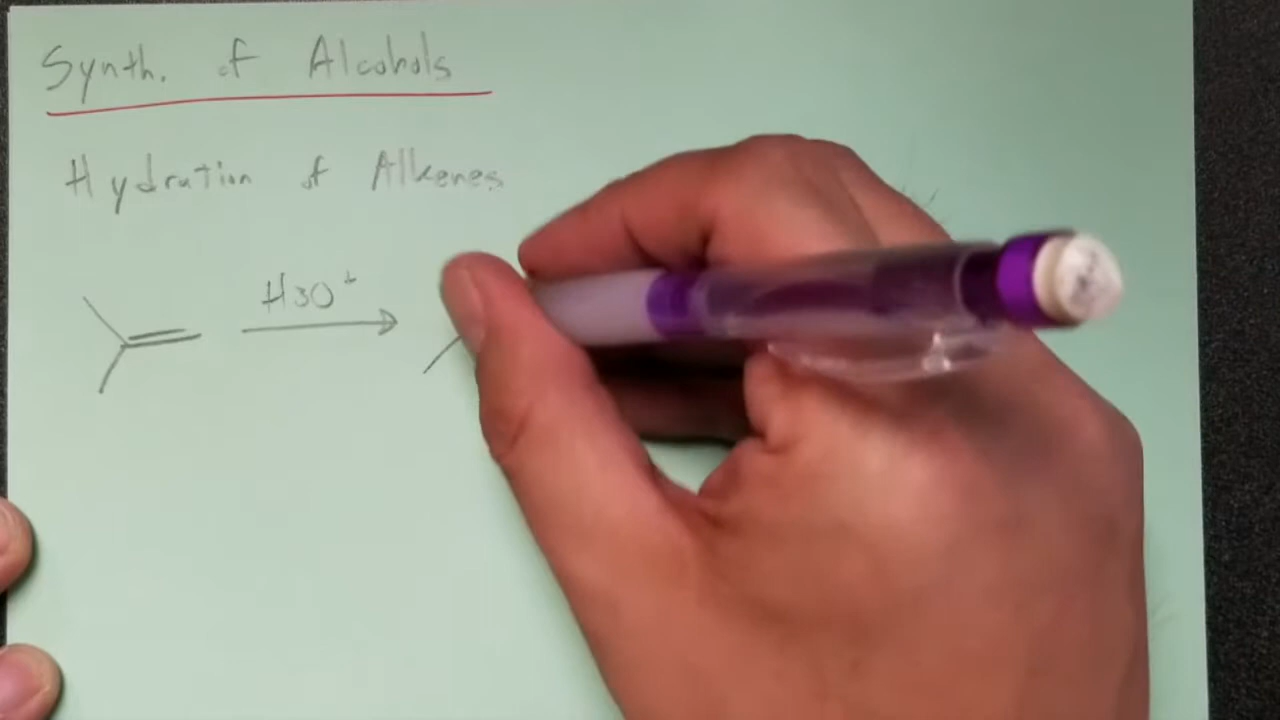 Synth. of Alcohols
Hydration of Alkenes
H3O+